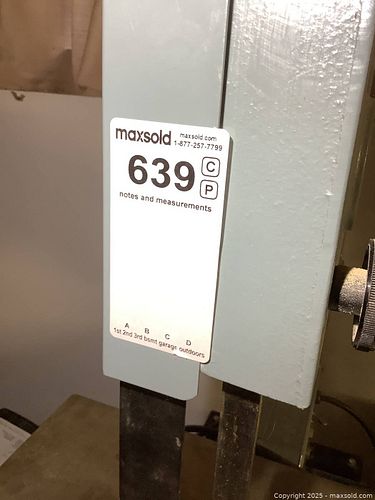 maxsold maxsold.com
1-877-257-7799
639 C
P
notes and measurements
A B C D
1st 2nd 3rd bsmt garage outdoors
Copyright 2025 - maxsold.com